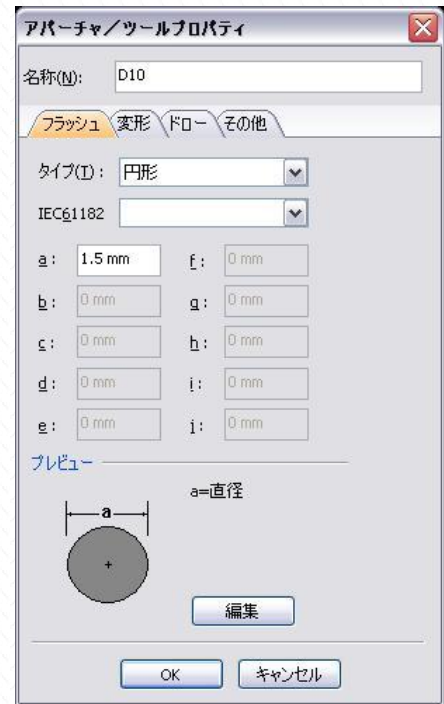 アパーチャ／ツールプロパティ
名称(N): D10
フラッシュ 変形 ドロー その他
タイプ(T): 円形
IEC61182
a: 1.5 mm f: 0 mm
b: 0 mm g: 0 mm
c: 0 mm h: 0 mm
d: 0 mm i: 0 mm
e: 0 mm j: 0 mm
プレビュー
a=直径
a
編集
OK キャンセル